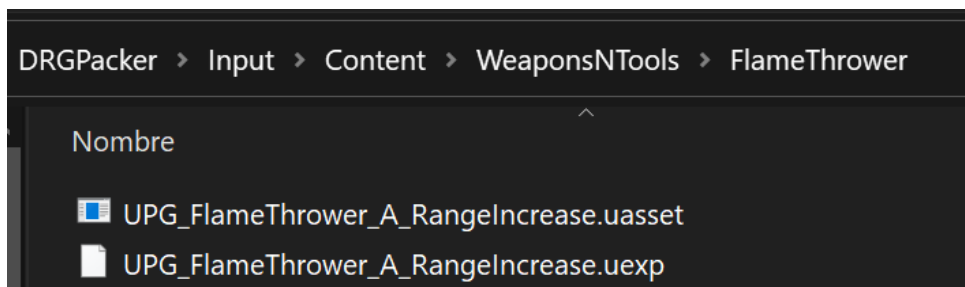 DRGPacker > Input > Content > WeaponsNTools > FlameThrower
Nombre
UPG_FlameThrower_A_RangeIncrease.uasset
UPG_FlameThrower_A_RangeIncrease.uexp